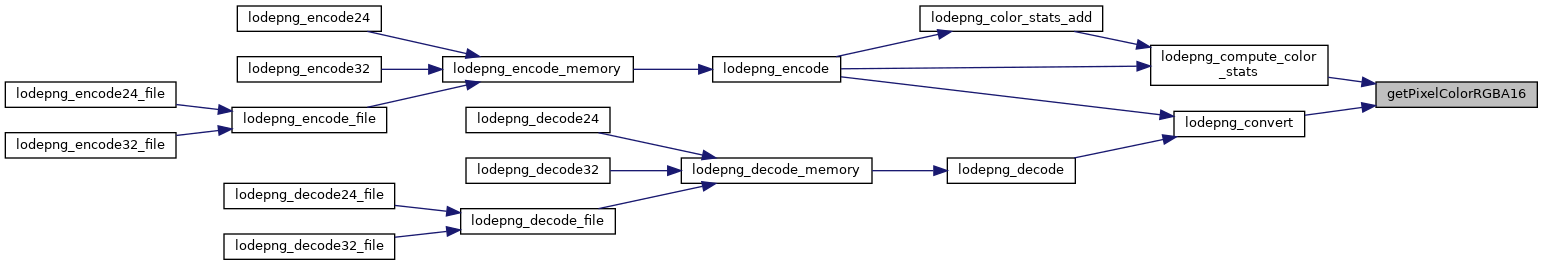 lodepng_encode24
lodepng_color_stats_add
lodepng_encode32
lodepng_encode_memory
lodepng_encode
lodepng_compute_color
_stats
lodepng_encode24_file
getPixelColorRGBA16
lodepng_encode_file
lodepng_decode24
lodepng_convert
lodepng_encode32_file
lodepng_decode32
lodepng_decode_memory
lodepng_decode
lodepng_decode24_file
lodepng_decode_file
lodepng_decode32_file